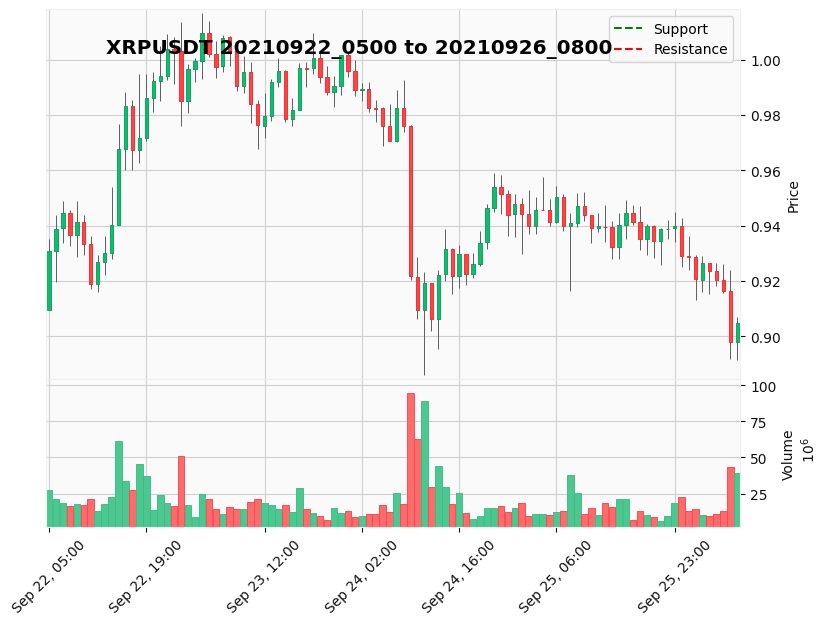 XRPUSDT 20210922_0500 to 20210926_0800
Support
Resistance
1.00
0.98
0.96
0.94
0.92
0.90
Price
100
75
50
25
Volume
10^6
Sep 22, 05:00
Sep 22, 19:00
Sep 23, 12:00
Sep 24, 02:00
Sep 24, 16:00
Sep 25, 06:00
Sep 25, 23:00